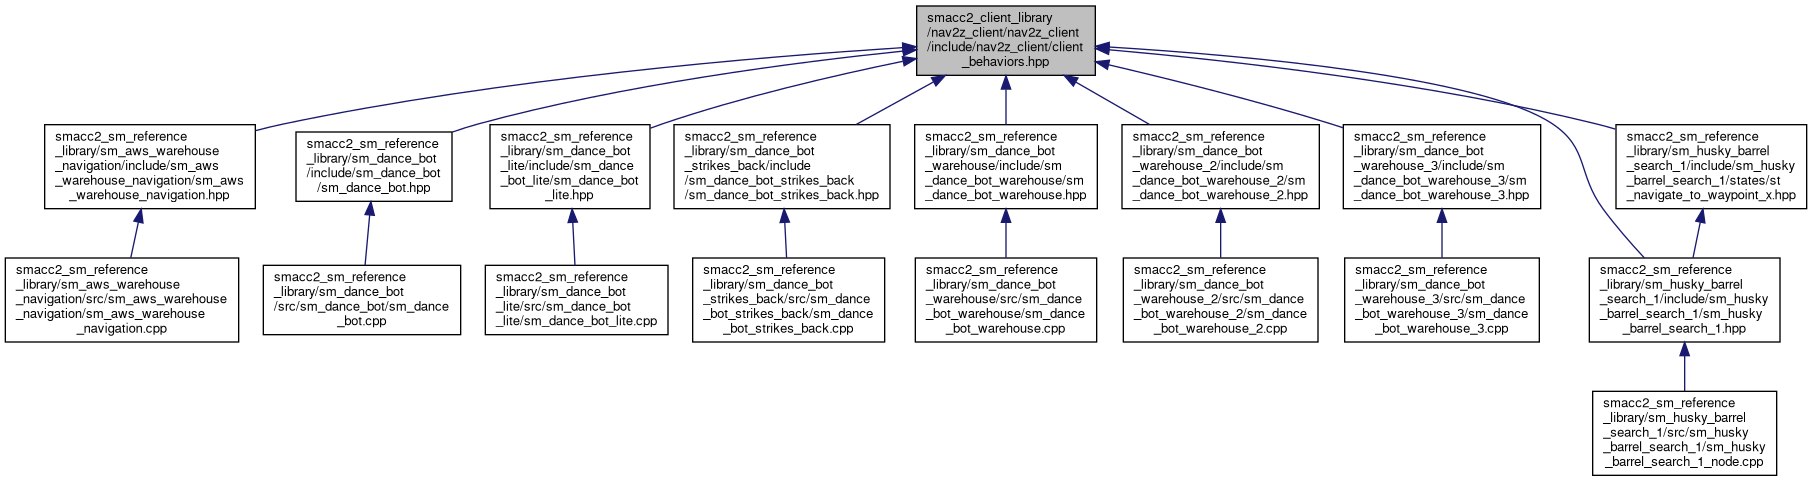 smacc2_client_library
/nav2z_client/nav2z_client
/include/nav2z_client/client
_behaviors.hpp
smacc2_sm_reference
_library/sm_aws_warehouse
_navigation/include/sm_aws
_warehouse_navigation/sm_aws
_warehouse_navigation.hpp
smacc2_sm_reference
_library/sm_dance_bot
/include/sm_dance_bot
/sm_dance_bot.hpp
smacc2_sm_reference
_library/sm_dance_bot
_lite/include/sm_dance
_bot_lite/sm_dance_bot
_lite.hpp
smacc2_sm_reference
_library/sm_dance_bot
_strikes_back/include
/sm_dance_bot_strikes_back
/sm_dance_bot_strikes_back.hpp
smacc2_sm_reference
_library/sm_dance_bot
_warehouse/include/sm
_dance_bot_warehouse/sm
_dance_bot_warehouse.hpp
smacc2_sm_reference
_library/sm_dance_bot
_warehouse_2/include/sm
_dance_bot_warehouse_2/sm
_dance_bot_warehouse_2.hpp
smacc2_sm_reference
_library/sm_dance_bot
_warehouse_3/include/sm
_dance_bot_warehouse_3/sm
_dance_bot_warehouse_3.hpp
smacc2_sm_reference
_library/sm_husky_barrel
_search_1/include/sm_husky
_barrel_search_1/states/st
_navigate_to_waypoint_x.hpp
smacc2_sm_reference
_library/sm_aws_warehouse
_navigation/src/sm_aws_warehouse
_navigation/sm_aws_warehouse
_navigation.cpp
smacc2_sm_reference
_library/sm_dance_bot
/src/sm_dance_bot/sm_dance
_bot.cpp
smacc2_sm_reference
_library/sm_dance_bot
_lite/src/sm_dance_bot
_lite/sm_dance_bot_lite.cpp
smacc2_sm_reference
_library/sm_dance_bot
_strikes_back/src/sm_dance
_bot_strikes_back/sm_dance
_bot_strikes_back.cpp
smacc2_sm_reference
_library/sm_dance_bot
_warehouse/src/sm_dance
_bot_warehouse/sm_dance
_bot_warehouse.cpp
smacc2_sm_reference
_library/sm_dance_bot
_warehouse_2/src/sm_dance
_bot_warehouse_2/sm_dance
_bot_warehouse_2.cpp
smacc2_sm_reference
_library/sm_dance_bot
_warehouse_3/src/sm_dance
_bot_warehouse_3/sm_dance
_bot_warehouse_3.cpp
smacc2_sm_reference
_library/sm_husky_barrel
_search_1/include/sm_husky
_barrel_search_1/sm_husky
_barrel_search_1.hpp
smacc2_sm_reference
_library/sm_husky_barrel
_search_1/src/sm_husky
_barrel_search_1/sm_husky
_barrel_search_1_node.cpp